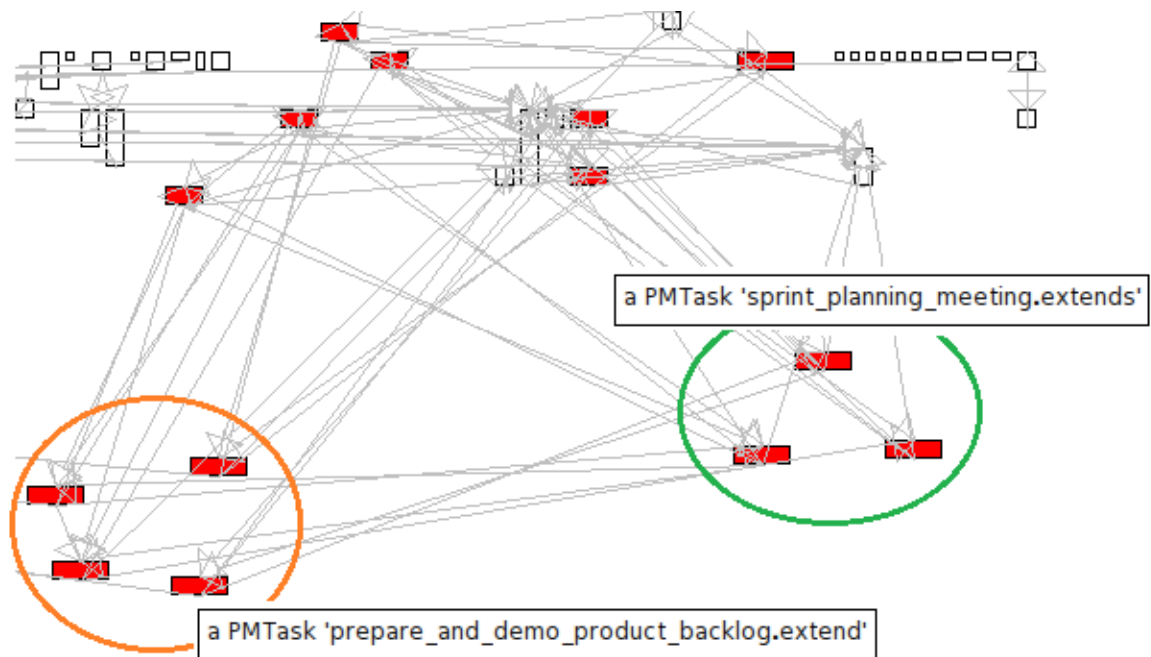 a PMTask 'sprint_planning_meeting.extends'
a PMTask 'prepare_and_demo_product_backlog.extend'